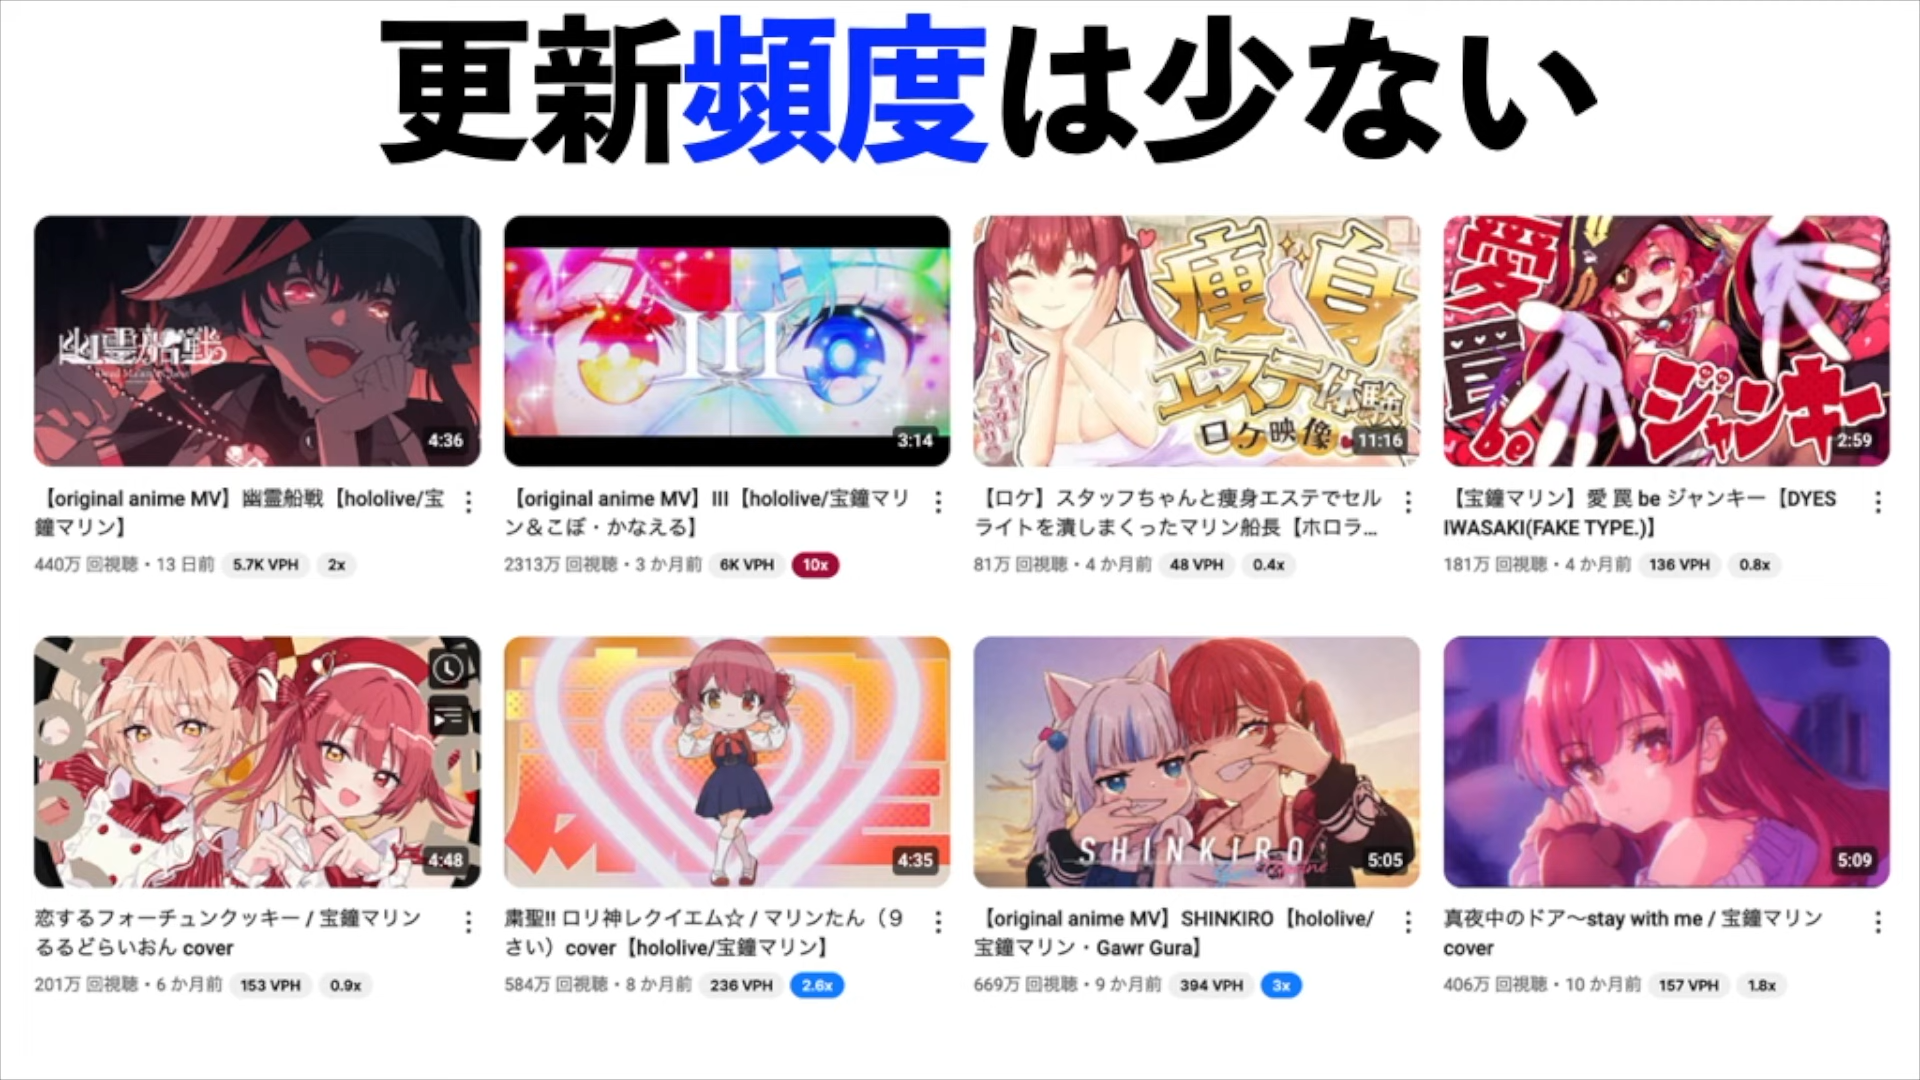 更新頻度は少ない
幽霊船戦
4:36
III
3:14
痩身
エステ体験
ロケ映像
11:16
愛
罠
be
ジャンキー
2:59
【original anime MV】幽霊船戦【hololive/宝
鐘マリン】
440万 回視聴・13 日前 5.7K VPH 2x
【original anime MV】III【hololive/宝鐘マリ
ン＆こぼ・かなえる】
2313万 回視聴・3 か月前 6K VPH 10x
【ロケ】スタッフちゃんと痩身エステでセル
ライトを潰しまくったマリン船長【ホロラ...
81万 回視聴・4 か月前 48 VPH 0.4x
【宝鐘マリン】愛 罠 be ジャンキー【DYES
IWASAKI(FAKE TYPE.)】
181万 回視聴・4 か月前 136 VPH 0.8x
4:48
4:35
SHINKIRO
5:05
5:09
恋するフォーチュンクッキー / 宝鐘マリン
るるどらいおん cover
201万 回視聴・6 か月前 153 VPH 0.9x
粛聖!! ロリ神レクイエム☆ / マリンたん（９
さい）cover【hololive/宝鐘マリン】
584万 回視聴・8 か月前 236 VPH 2.6x
【original anime MV】SHINKIRO【hololive/
宝鐘マリン・Gawr Gura】
669万 回視聴・9 か月前 394 VPH 3x
真夜中のドア〜stay with me / 宝鐘マリン
cover
406万 回視聴・10 か月前 157 VPH 1.8x